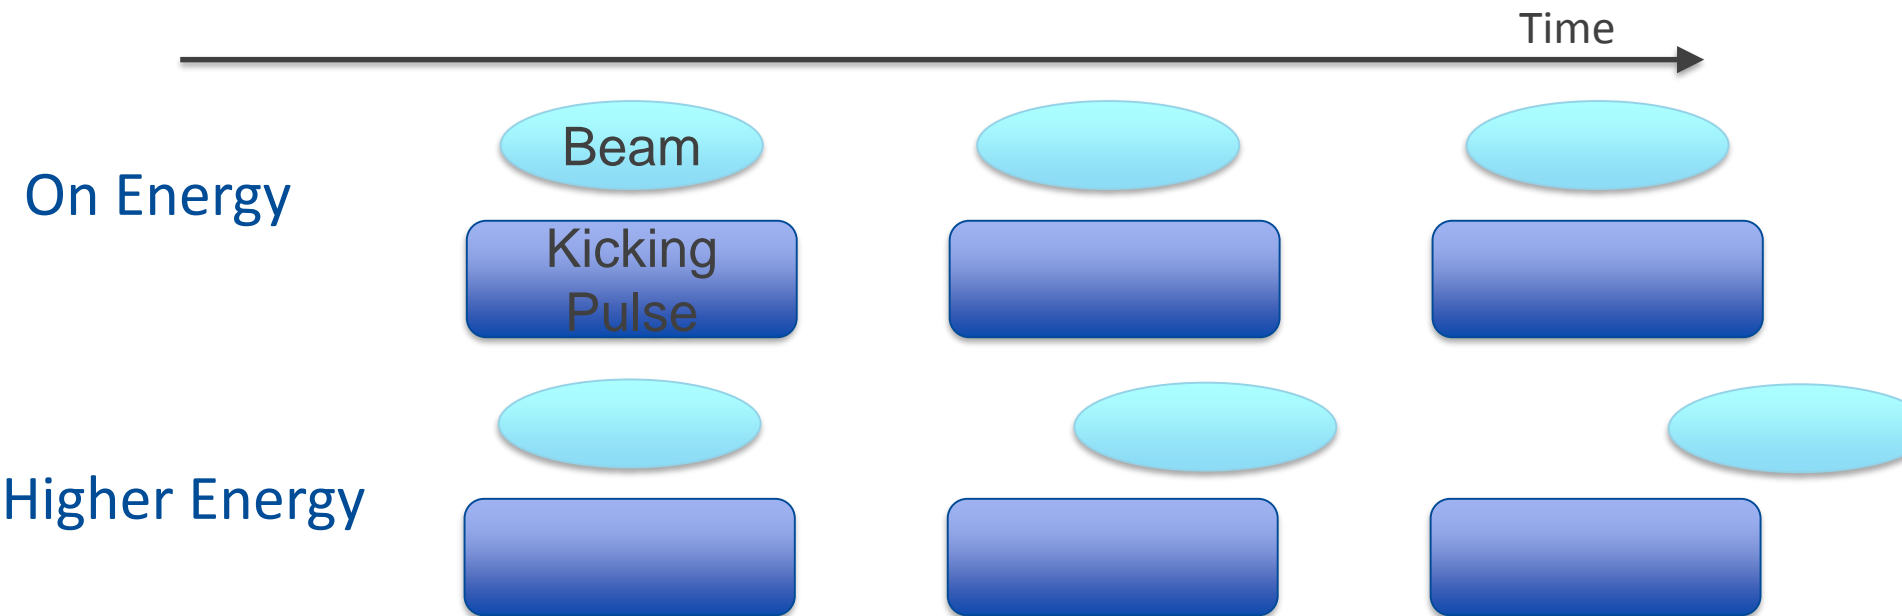 Time
Beam
On Energy
Kicking
Pulse
Higher Energy